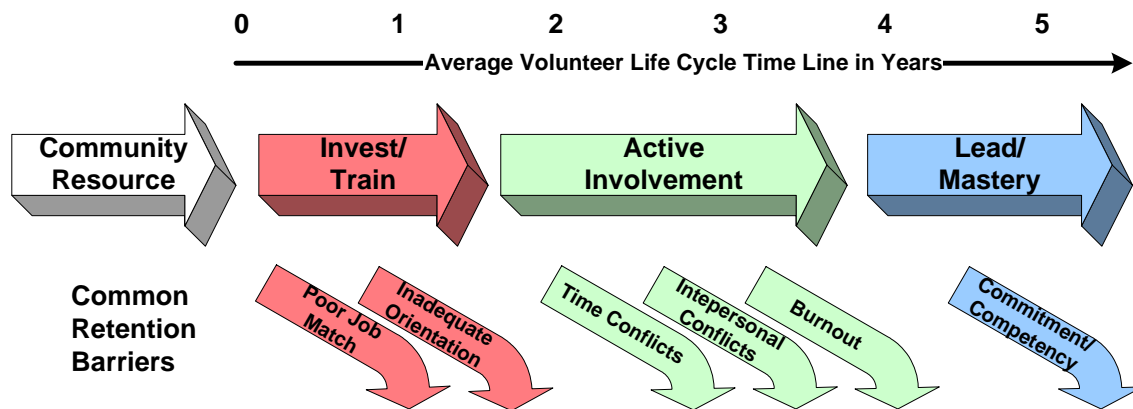 0 1 2 3 4 5
Average Volunteer Life Cycle Time Line in Years
Community
Resource
Invest/
Train
Active
Involvement
Lead/
Mastery
Common
Retention
Barriers
Poor Job
Match
Inadequate
Orientation
Time Conflicts
Intepersonal
Conflicts
Burnout
Commitment/
Competency